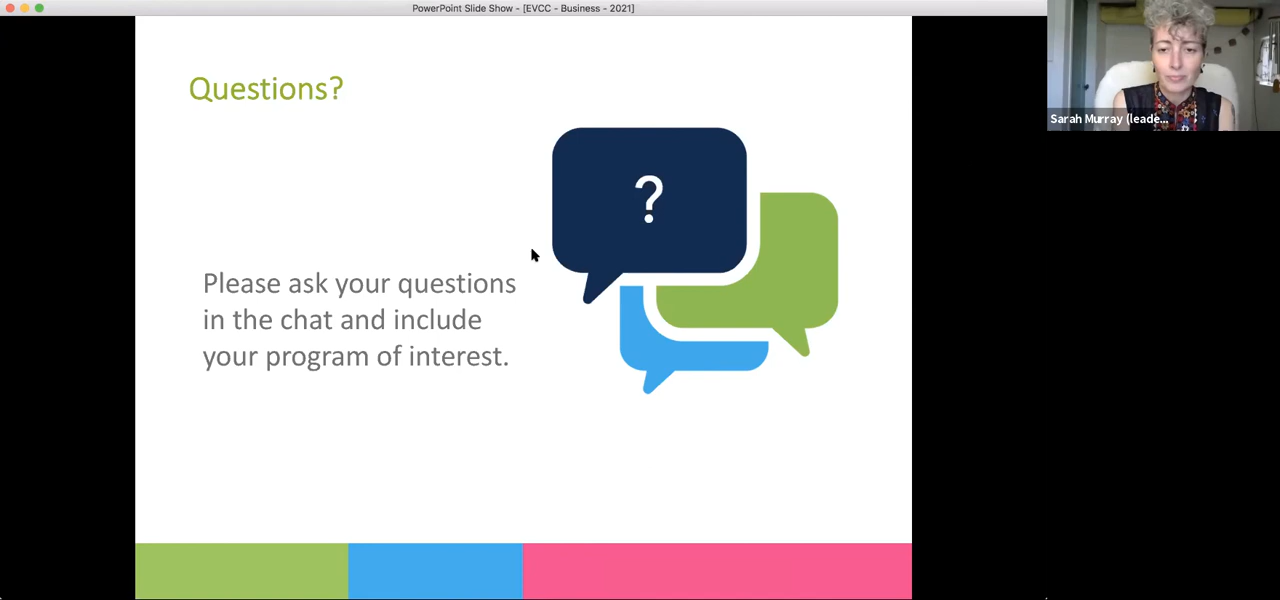 PowerPoint Slide Show - [EVCC - Business - 2021]
Questions?
?
Please ask your questions
in the chat and include
your program of interest.
Sarah Murray (leade...